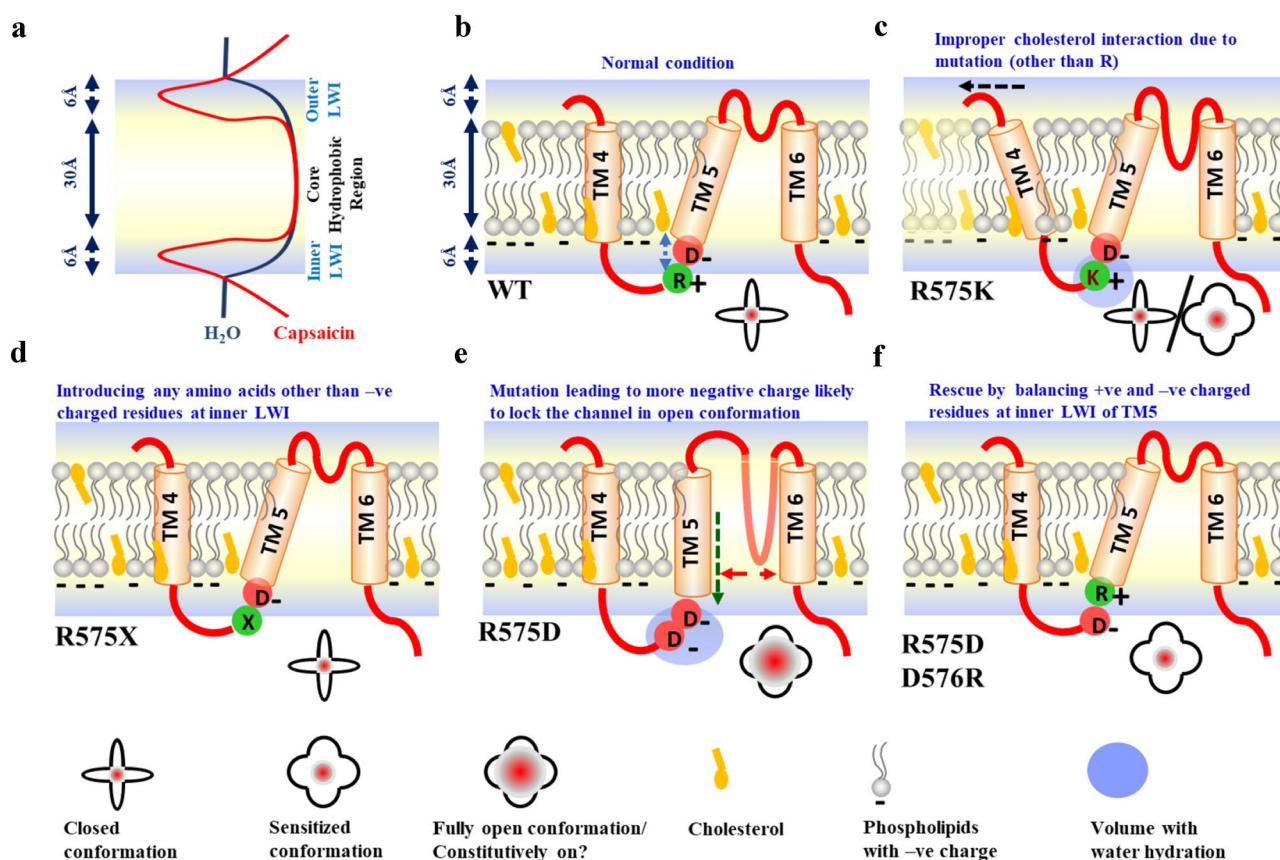 a
6Å
30Å
6Å
Outer
LWI
Core
Hydrophobic
Region
Inner
LWI
H2O
Capsaicin
b
Normal condition
6Å
30Å
6Å
TM 4
TM 5
TM 6
D
-
R
+
WT
c
Improper cholesterol interaction due to
mutation (other than R)
TM 4
TM 5
TM 6
D
-
K
+
R575K
d
Introducing any amino acids other than –ve
charged residues at inner LWI
TM 4
TM 5
TM 6
D
-
X
R575X
e
Mutation leading to more negative charge likely
to lock the channel in open conformation
TM 4
TM 5
TM 6
D
-
D
-
R575D
f
Rescue by balancing +ve and –ve charged
residues at inner LWI of TM5
TM 4
TM 5
TM 6
R
+
D
-
R575D
D576R
Closed
conformation
Sensitized
conformation
Fully open conformation/
Constitutively on?
Cholesterol
Phospholipids
with –ve charge
Volume with
water hydration